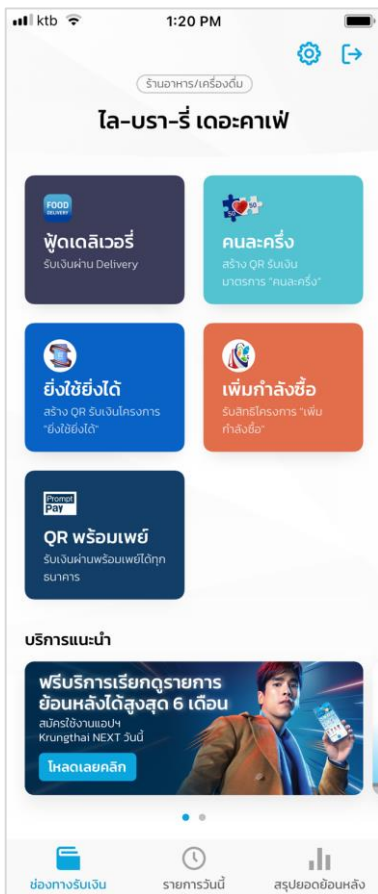 ktb
1:20 PM
ร้านอาหาร/เครื่องดื่ม
ไล-บรา-รี่ เดอะคาเฟ่
FOOD
DELIVERY
ฟู้ดเดลิเวอรี่
รับเงินผ่าน Delivery
50 50
คนละครึ่ง
สร้าง QR รับเงิน
มาตรการ "คนละครึ่ง"
ยิ่งใช้ยิ่งได้
สร้าง QR รับเงินโครงการ
"ยิ่งใช้ยิ่งได้"
เพิ่มกำลังซื้อ
รับสิทธิโครงการ "เพิ่ม
กำลังซื้อ"
Prompt
Pay
QR พร้อมเพย์
รับเงินผ่านพร้อมเพย์ได้ทุก
ธนาคาร
บริการแนะนำ
ฟรีบริการเรียกดูรายการ
ย้อนหลังได้สูงสุด 6 เดือน
สมัครใช้งานแอปฯ
Krungthai NEXT วันนี้
โหลดเลยคลิก
ช่องทางรับเงิน
รายการวันนี้
สรุปยอดย้อนหลัง